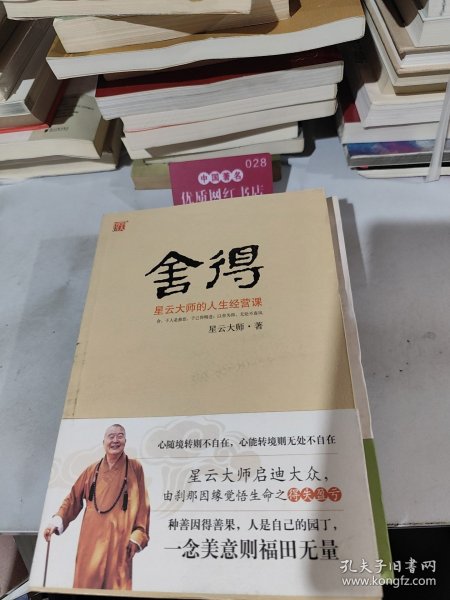 028
中国著名
优质网红书店
舍得
星云大师的人生经营课
星云大师·著
心随境转则不自在，心能转境则无处不自在
星云大师启迪大众，
由刹那因缘觉悟生命之得失盈亏
种善因得善果，人是自己的园丁，
一念美意则福田无量
孔夫子旧书网
www.kongfz.com